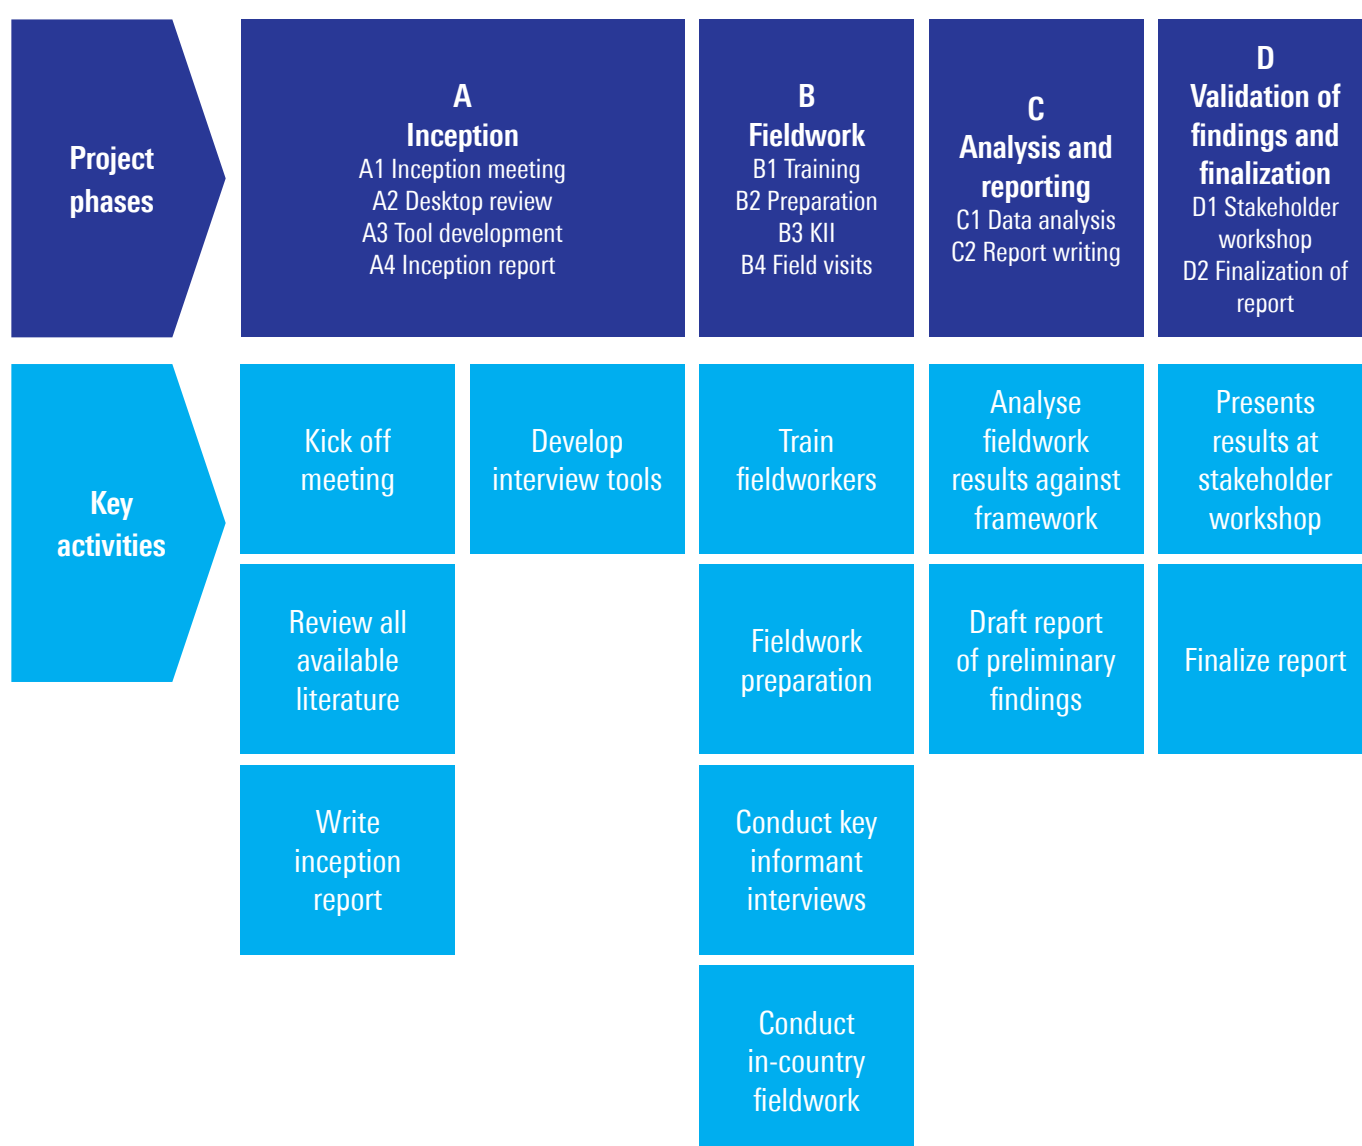 Project
phases
A
Inception
A1 Inception meeting
A2 Desktop review
A3 Tool development
A4 Inception report
B
Fieldwork
B1 Training
B2 Preparation
B3 KII
B4 Field visits
C
Analysis and
reporting
C1 Data analysis
C2 Report writing
D
Validation of
findings and
finalization
D1 Stakeholder
workshop
D2 Finalization of
report
Key
activities
Kick off
meeting
Develop
interview tools
Train
fieldworkers
Analyse
fieldwork
results against
framework
Presents
results at
stakeholder
workshop
Review all
available
literature
Fieldwork
preparation
Draft report
of preliminary
findings
Finalize report
Write
inception
report
Conduct key
informant
interviews
Conduct
in-country
fieldwork